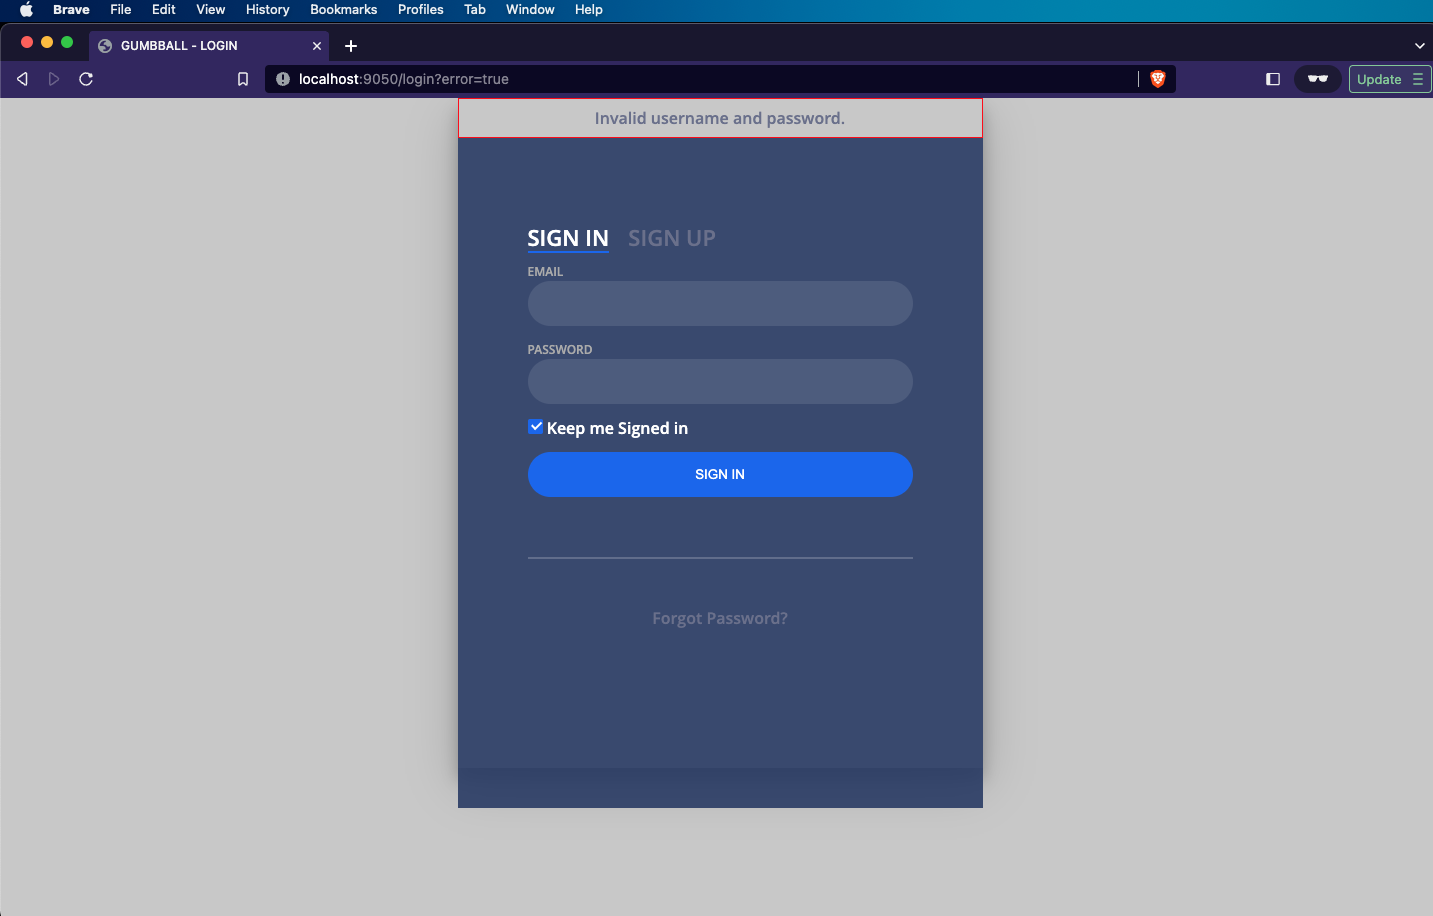 Brave File Edit View History Bookmarks Profiles Tab Window Help
GUMBBALL - LOGIN
localhost:9050/login?error=true
Update
Invalid username and password.
SIGN IN SIGN UP
EMAIL
PASSWORD
Keep me Signed in
SIGN IN
Forgot Password?